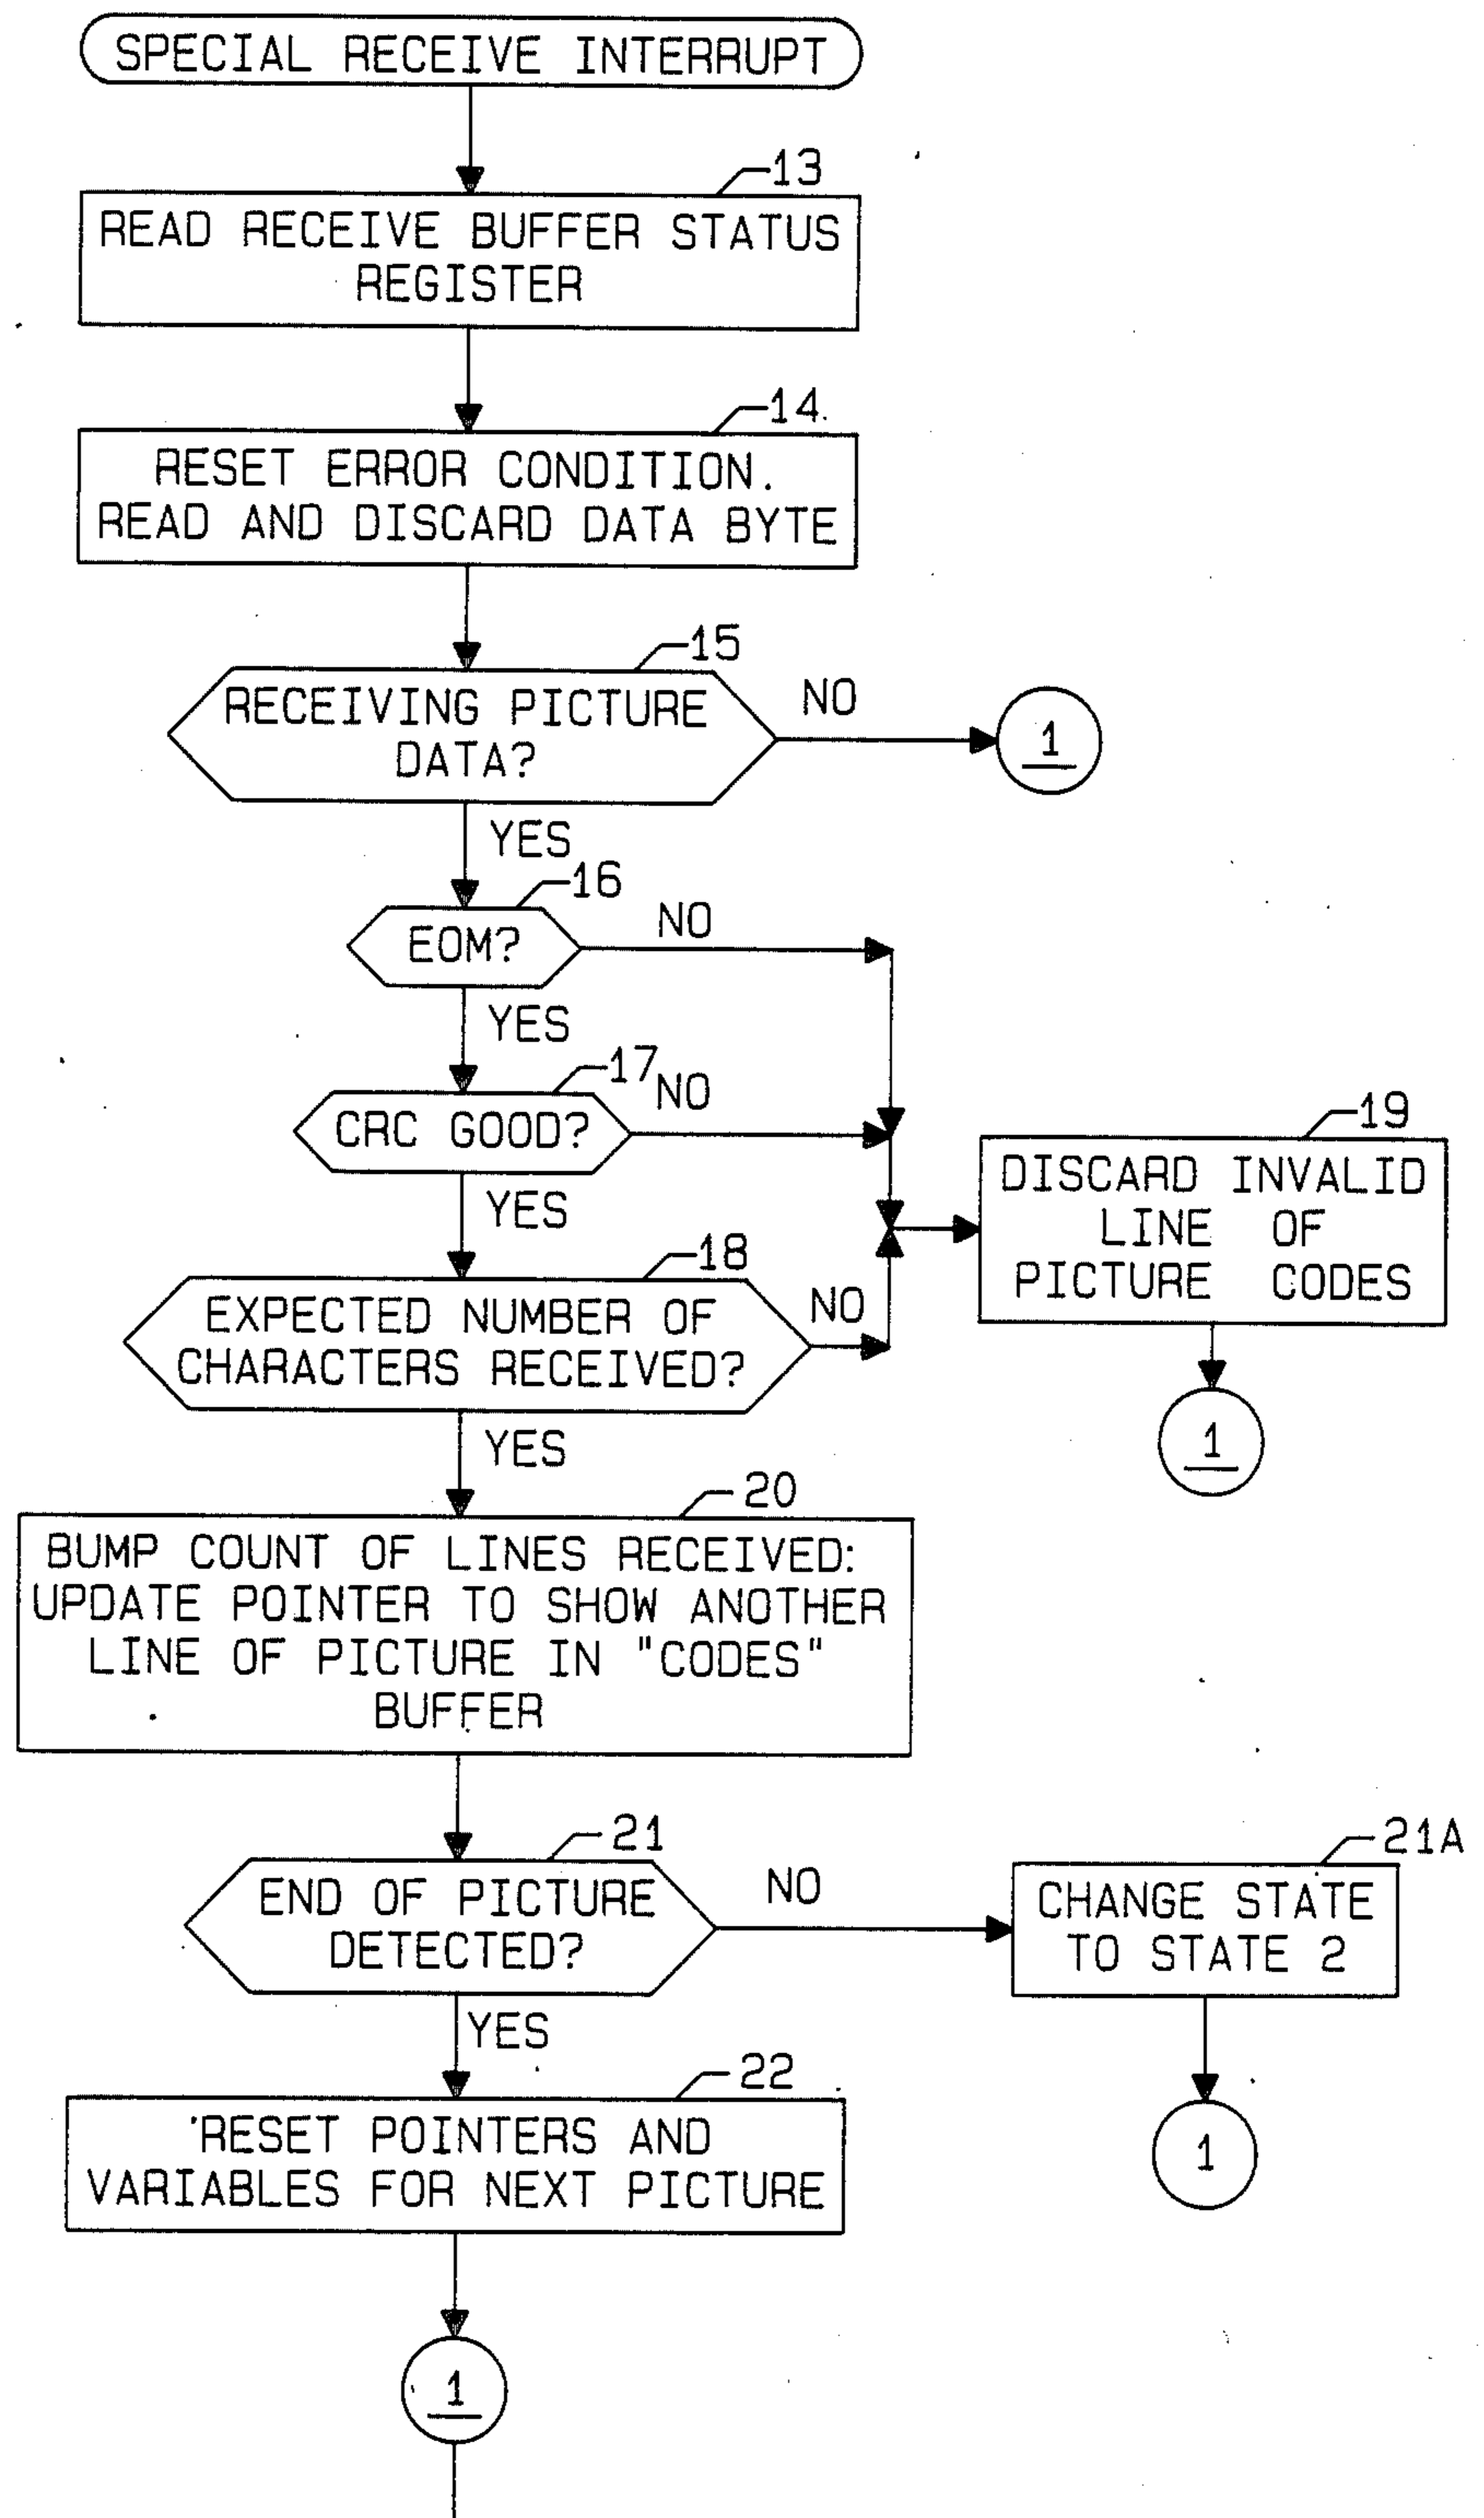 SPECIAL RECEIVE INTERRUPT
13
READ RECEIVE BUFFER STATUS
REGISTER
14
RESET ERROR CONDITION.
READ AND DISCARD DATA BYTE
15
RECEIVING PICTURE
DATA?
NO
1
YES
16
EOM?
NO
YES
17
CRC GOOD?
NO
YES
19
DISCARD INVALID
LINE OF
PICTURE CODES
1
18
EXPECTED NUMBER OF
CHARACTERS RECEIVED?
NO
YES
20
BUMP COUNT OF LINES RECEIVED:
UPDATE POINTER TO SHOW ANOTHER
LINE OF PICTURE IN "CODES"
BUFFER
21
END OF PICTURE
DETECTED?
NO
21A
CHANGE STATE
TO STATE 2
1
YES
22
RESET POINTERS AND
VARIABLES FOR NEXT PICTURE
1